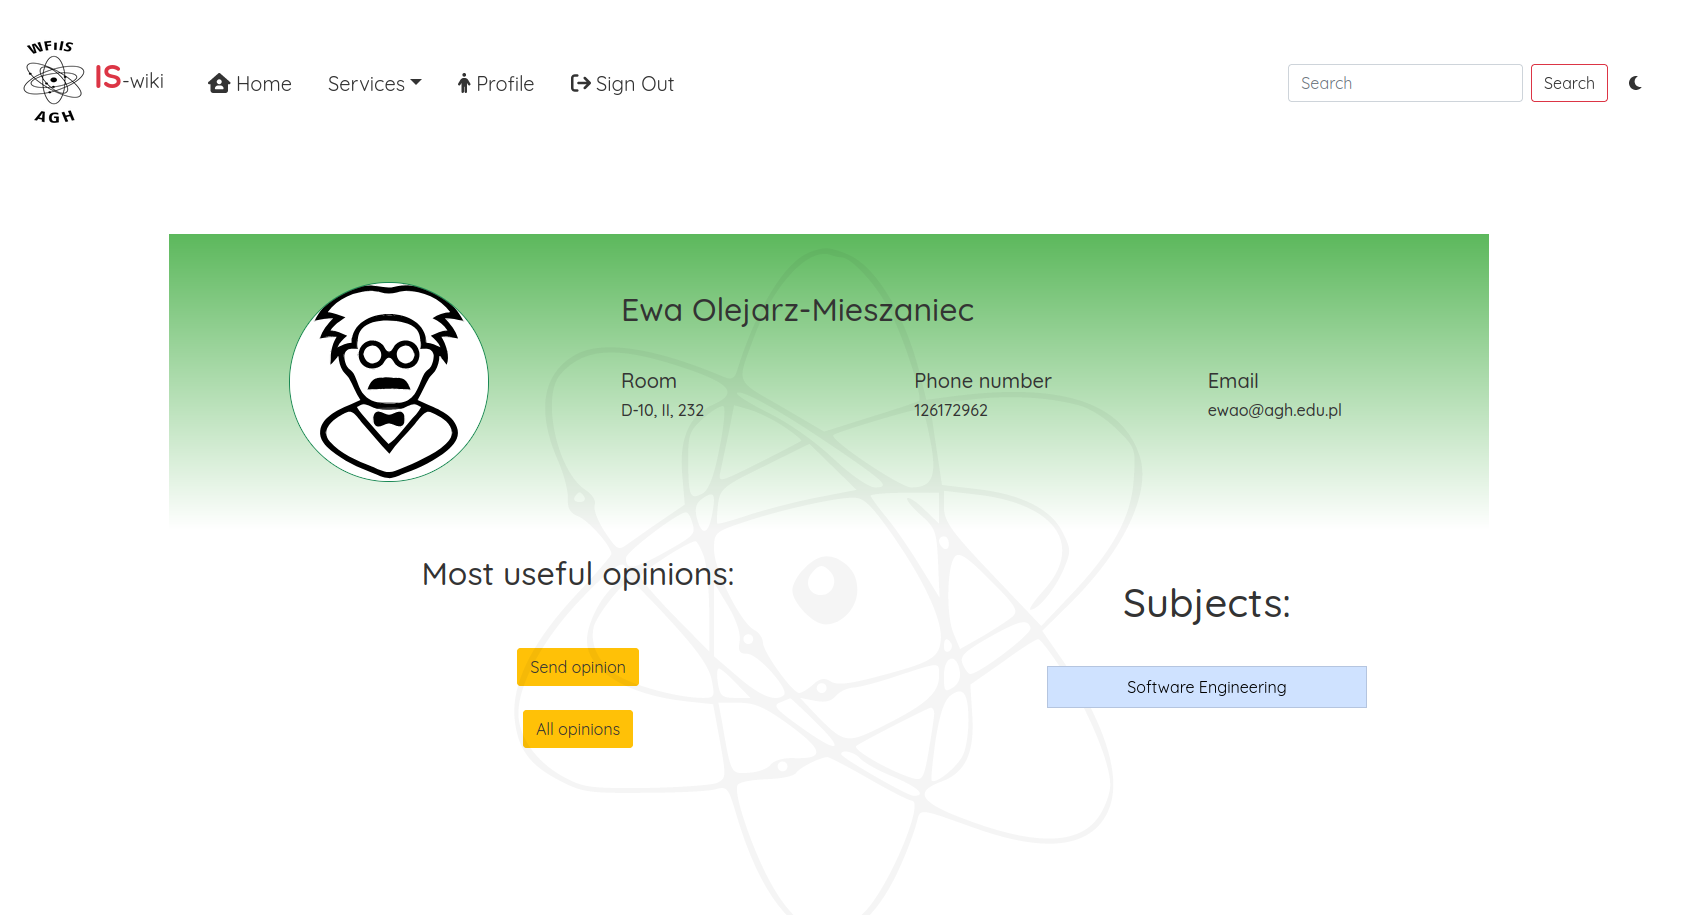 WFiIS
AGH
IS-wiki
Home
Services
Profile
Sign Out
Search
Search
Ewa Olejarz-Mieszaniec
Room
D-10, II, 232
Phone number
126172962
Email
ewao@agh.edu.pl
Most useful opinions:
Send opinion
All opinions
Subjects:
Software Engineering